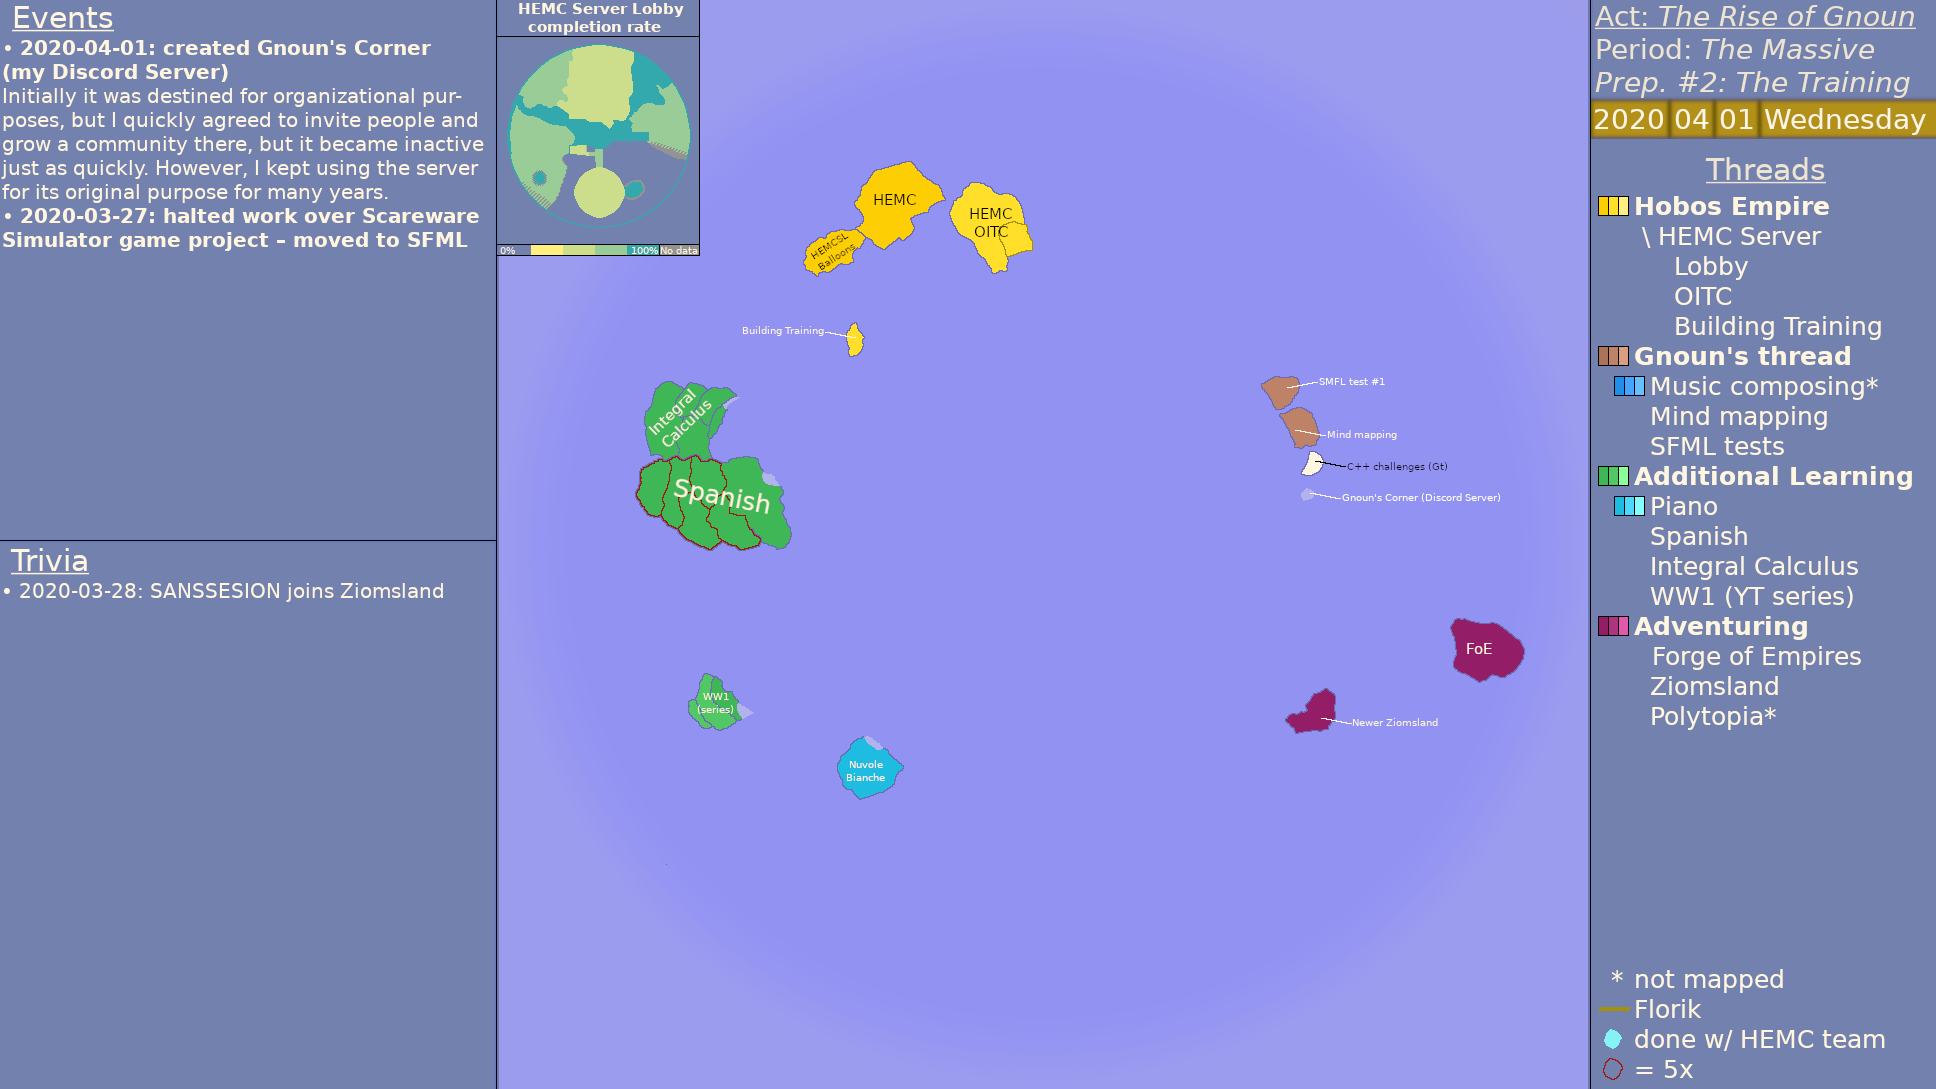 Events
• 2020-04-01: created Gnoun's Corner
(my Discord Server)
Initially it was destined for organizational pur-
poses, but I quickly agreed to invite people and
grow a community there, but it became inactive
just as quickly. However, I kept using the server
for its original purpose for many years.
• 2020-03-27: halted work over Scareware
Simulator game project – moved to SFML
Trivia
• 2020-03-28: SANSSESION joins Ziomsland
HEMC Server Lobby
completion rate
0%
100%
No data
HEMC
HEMC
OITC
HEMCSL
Balloons
Building Training
Integral
Calculus
Spanish
WW1
(series)
Nuvole
Bianche
SMFL test #1
Mind mapping
C++ challenges (Gt)
Gnoun's Corner (Discord Server)
FoE
Newer Ziomsland
Act: The Rise of Gnoun
Period: The Massive
Prep. #2: The Training
2020 04 01 Wednesday
Threads
Hobos Empire
\ HEMC Server
Lobby
OITC
Building Training
Gnoun's thread
Music composing*
Mind mapping
SFML tests
Additional Learning
Piano
Spanish
Integral Calculus
WW1 (YT series)
Adventuring
Forge of Empires
Ziomsland
Polytopia*
* not mapped
Florik
done w/ HEMC team
= 5x